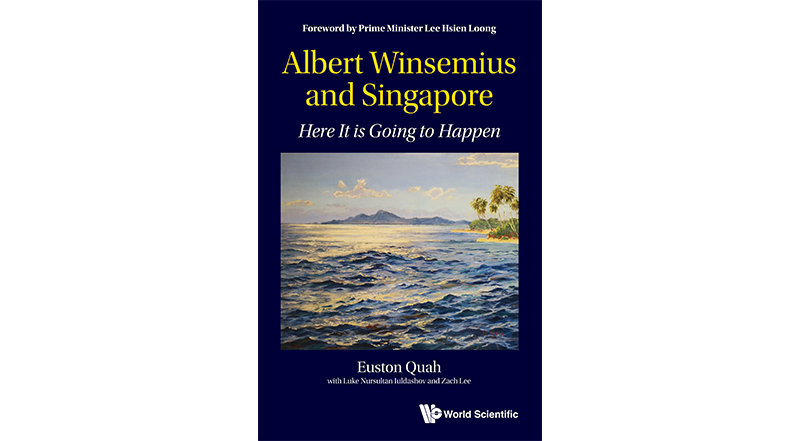 Foreword by Prime Minister Lee Hsien Loong
Albert Winsemius
and Singapore
Here It is Going to Happen
Euston Quah
with Luke Nursultan Iuldashov and Zach Lee
World Scientific